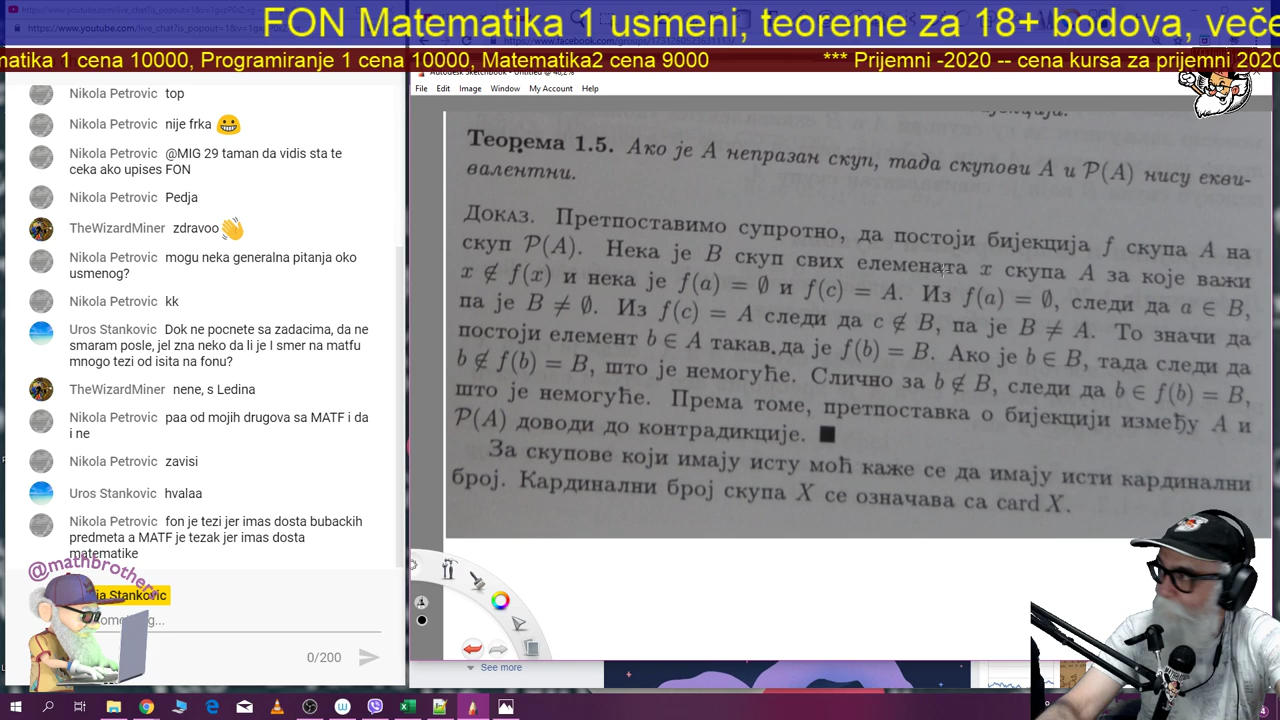 FON Matematika 1 usmeni, teoreme za 18+ bodova, veče
matika 1 cena 10000, Programiranje 1 cena 10000, Matematika2 cena 9000
*** Prijemni -2020 -- cena kursa za prijemni 2020
File Edit Image Window My Account Help
Nikola Petrovic top
Nikola Petrovic nije frka
Nikola Petrovic @MIG 29 taman da vidis sta te
ceka ako upises FON
Nikola Petrovic Pedja
TheWizardMiner zdravoo
Nikola Petrovic mogu neka generalna pitanja oko
usmenog?
Nikola Petrovic kk
Uros Stankovic Dok ne pocnete sa zadacima, da ne
smaram posle, jel zna neko da li je I smer na matfu
mnogo tezi od isita na fonu?
TheWizardMiner nene, s Ledina
Nikola Petrovic paa od mojih drugova sa MATF i da
i ne
Nikola Petrovic zavisi
Uros Stankovic hvalaa
Nikola Petrovic fon je tezi jer imas dosta bubackih
predmeta a MATF je tezak jer imas dosta
matematike
@mathbrothers
Stankovic
0/200
Теорема 1.5. Ако је A непразан скуп, тада скупови A и P(A) нису екви-
валентни.
Доказ. Претпоставимо супротно, да постоји бијекција f скупа A на
скуп P(A). Нека је B скуп свих елемената x скупа A за које важи
x ∉ f(x) и нека је f(a) = ∅ и f(c) = A. Из f(a) = ∅, следи да a ∈ B,
па је B ≠ ∅. Из f(c) = A следи да c ∉ B, па је B ≠ A. То значи да
постоји елемент b ∈ A такав да је f(b) = B. Ако је b ∈ B, тада следи да
b ∉ f(b) = B, што је немогуће. Слично за b ∉ B, следи да b ∈ f(b) = B,
што је немогуће. Према томе, претпоставка о бијекцији између A и
P(A) доводи до контрадикције. ■
За скупове који имају исту моћ каже се да имају исти кардинални
број. Кардинални број скупа X се означава са card X.
See more